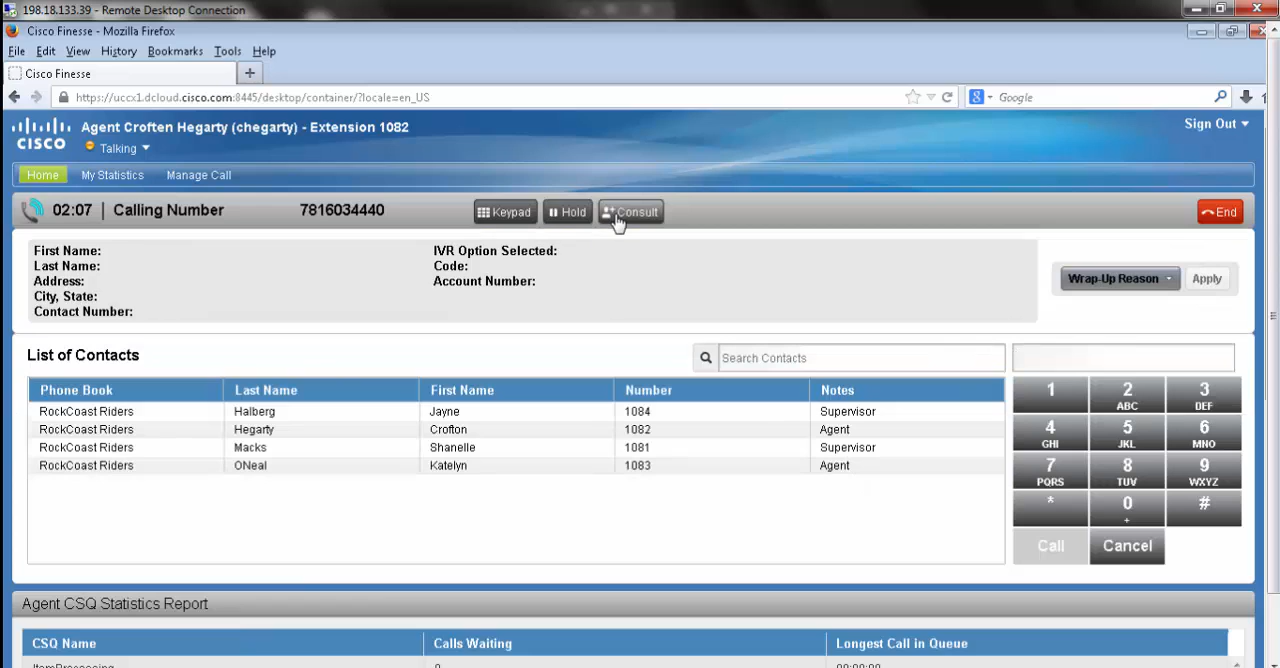 198.18.133.39 - Remote Desktop Connection
Cisco Finesse - Mozilla Firefox
File Edit View History Bookmarks Tools Help
Cisco Finesse +
https://uccx1.dcloud.cisco.com:8445/desktop/container/?locale=en_US Google
CISCO Agent Croften Hegarty (chegarty) - Extension 1082 Sign Out
Talking
Home My Statistics Manage Call
02:07 | Calling Number 7816034440 Keypad Hold Consult End
First Name: IVR Option Selected:
Last Name: Code:
Address: Account Number:
City, State:
Contact Number:
Wrap-Up Reason Apply
List of Contacts Search Contacts
Phone Book Last Name First Name Number Notes
RockCoast Riders Halberg Jayne 1084 Supervisor
RockCoast Riders Hegarty Crofton 1082 Agent
RockCoast Riders Macks Shanelle 1081 Supervisor
RockCoast Riders ONeal Katelyn 1083 Agent
1 2 3
ABC DEF
4 5 6
GHI JKL MNO
7 8 9
PQRS TUV WXYZ
* 0 #
+
Call Cancel
Agent CSQ Statistics Report
CSQ Name Calls Waiting Longest Call in Queue
ItemProcessing 0 00:00:00